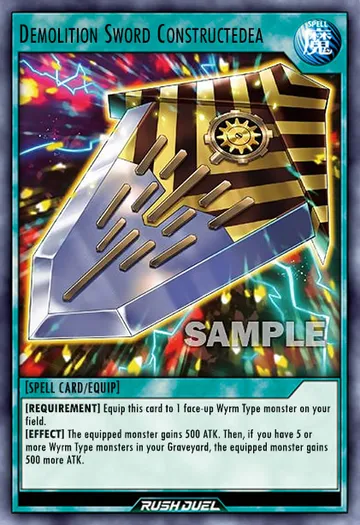 DEMOLITION SWORD CONSTRUCTEDEA
SPELL
魔
SAMPLE
[SPELL CARD/EQUIP]
[REQUIREMENT] Equip this card to 1 face-up Wyrm Type monster on your
field.
[EFFECT] The equipped monster gains 500 ATK. Then, if you have 5 or
more Wyrm Type monsters in your Graveyard, the equipped monster gains
500 more ATK.
RUSH DUEL